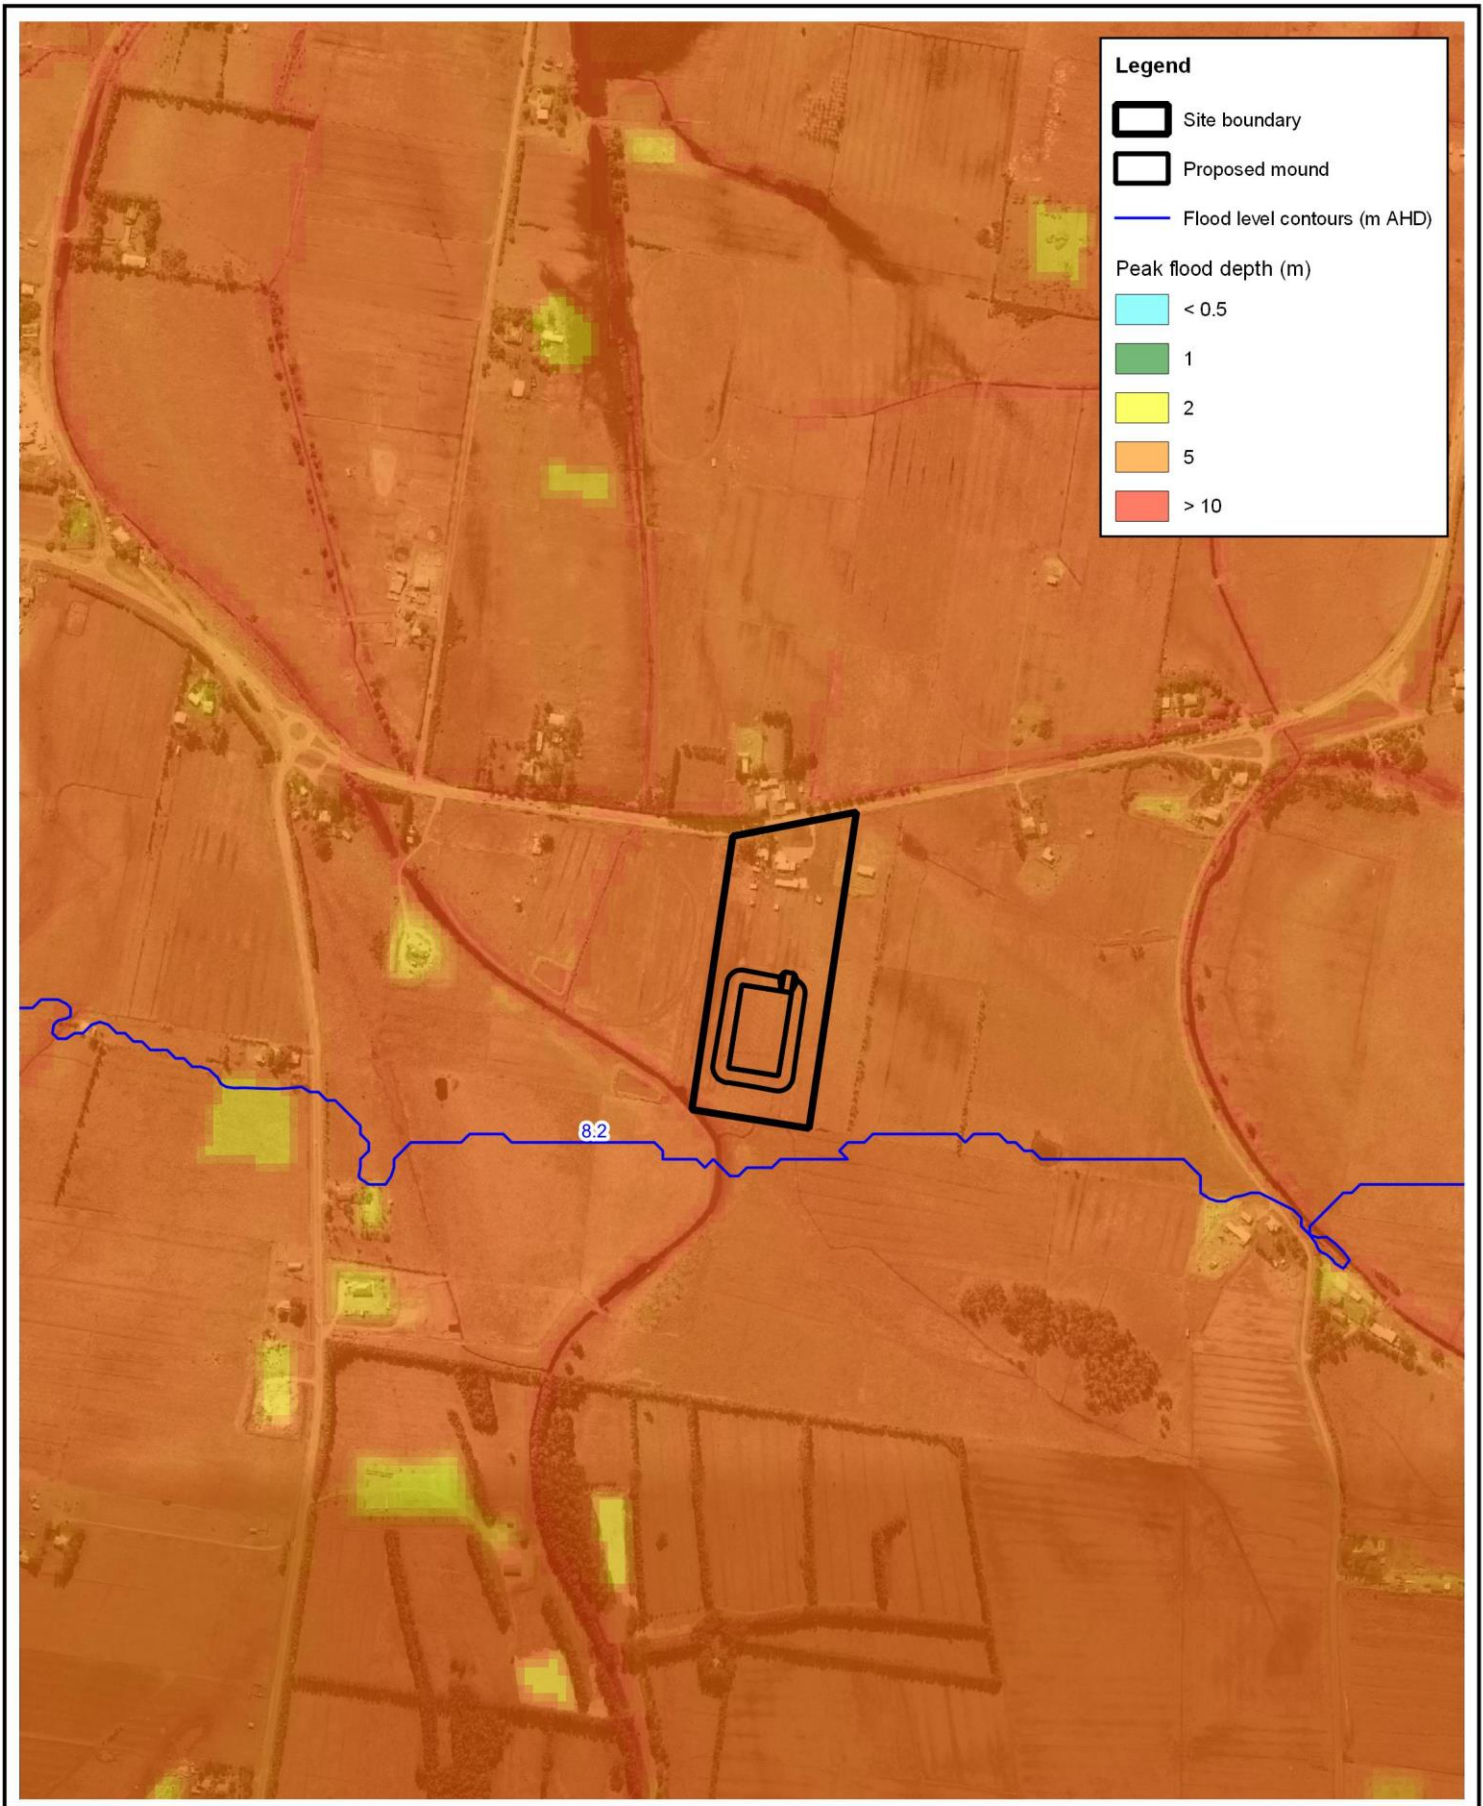 Legend
Site boundary
Proposed mound
Flood level contours (m AHD)
Peak flood depth (m)
< 0.5
1
2
5
> 10
8.2